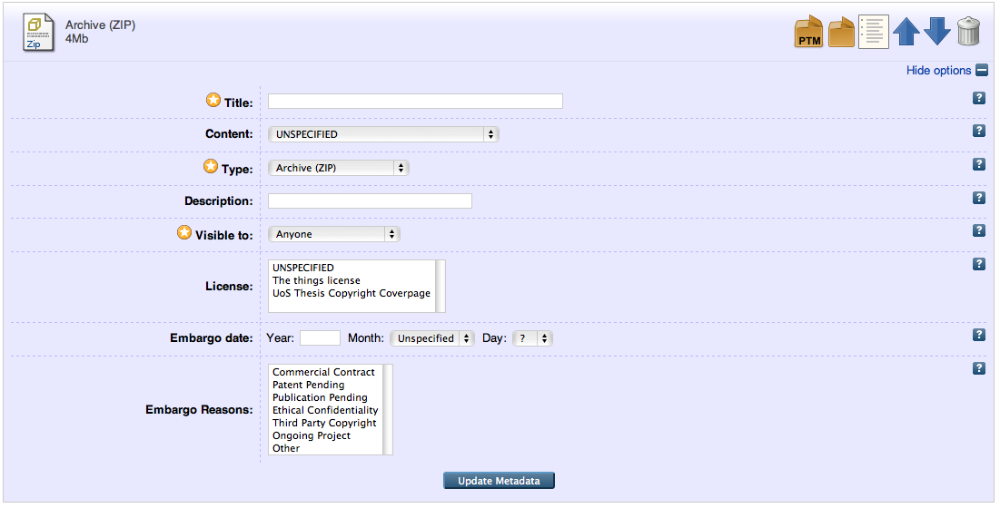 Zip
Archive (ZIP)
4Mb
PTM
Hide options
Title:
?
Content: UNSPECIFIED
?
Type: Archive (ZIP)
?
Description:
?
Visible to: Anyone
?
License:
UNSPECIFIED
The things license
UoS Thesis Copyright Coverpage
?
Embargo date: Year: Month: Unspecified Day: ?
?
Embargo Reasons:
Commercial Contract
Patent Pending
Publication Pending
Ethical Confidentiality
Third Party Copyright
Ongoing Project
Other
?
Update Metadata